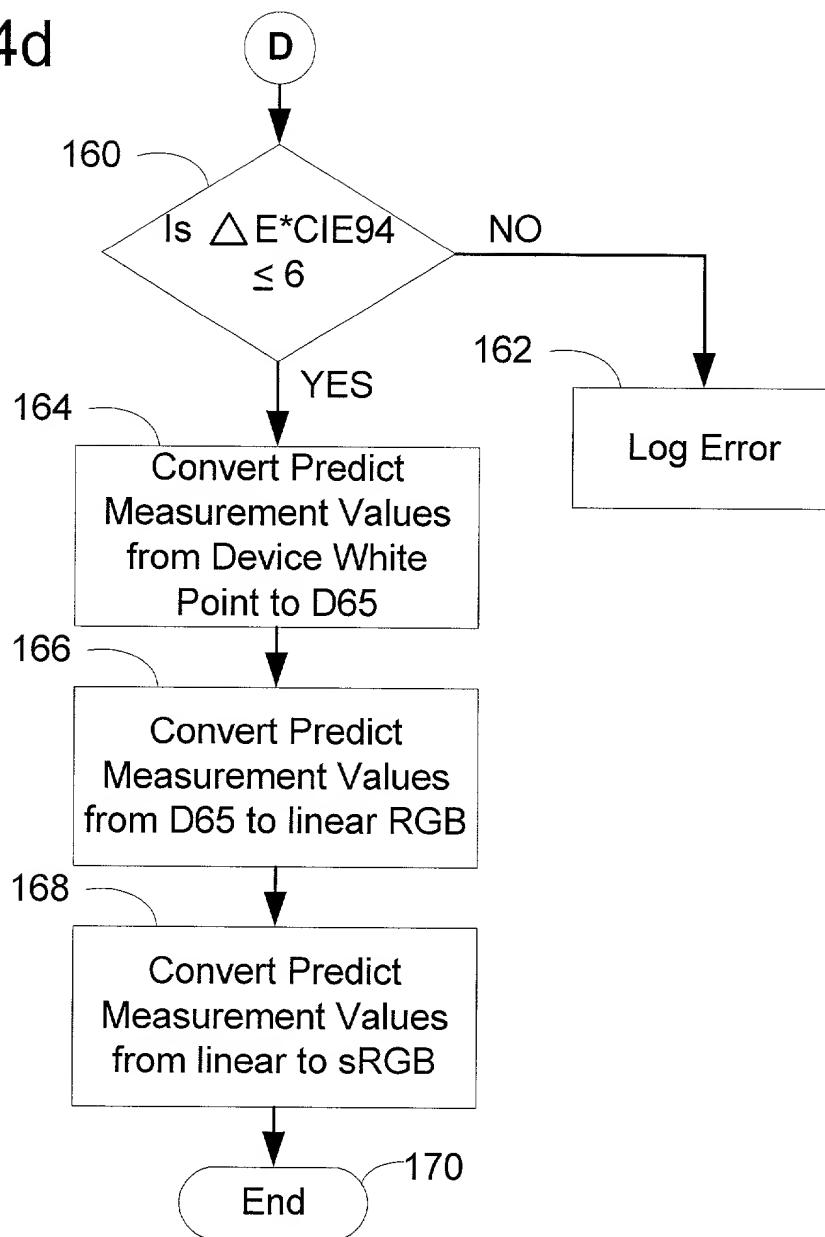 4d
D
160
Is △ E*CIE94
≤ 6
NO
YES
162
Log Error
164
Convert Predict
Measurement Values
from Device White
Point to D65
166
Convert Predict
Measurement Values
from D65 to linear RGB
168
Convert Predict
Measurement Values
from linear to sRGB
170
End